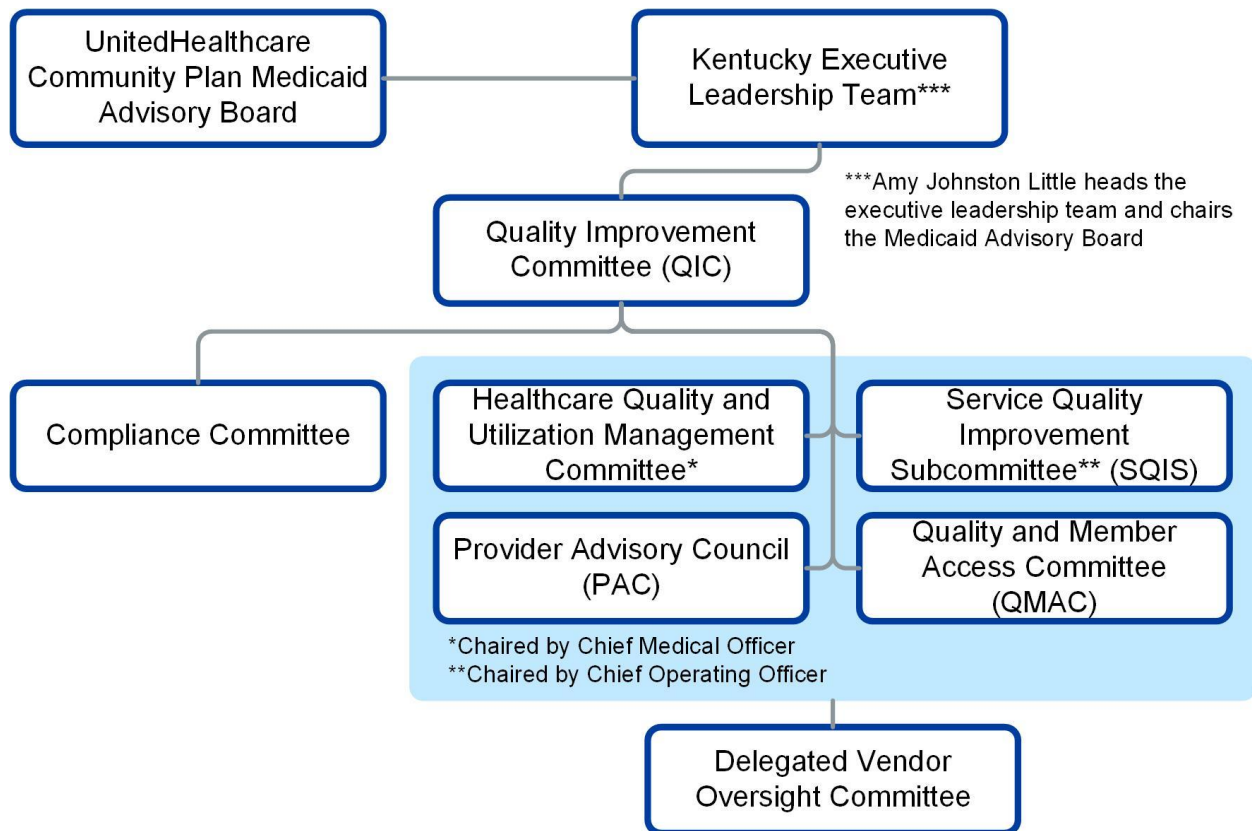 UnitedHealthcare
Community Plan Medicaid
Advisory Board
Kentucky Executive
Leadership Team***
***Amy Johnston Little heads the
executive leadership team and chairs
the Medicaid Advisory Board
Quality Improvement
Committee (QIC)
Compliance Committee
Healthcare Quality and
Utilization Management
Committee*
Service Quality
Improvement
Subcommittee** (SQIS)
Provider Advisory Council
(PAC)
Quality and Member
Access Committee
(QMAC)
*Chaired by Chief Medical Officer
**Chaired by Chief Operating Officer
Delegated Vendor
Oversight Committee